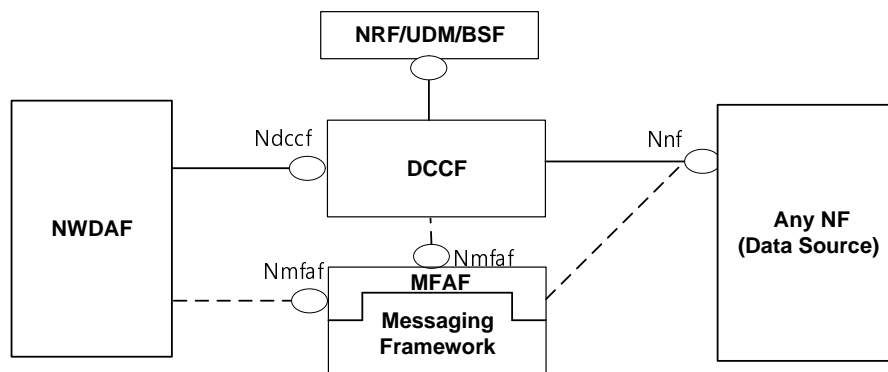 NRF/UDM/BSF
Ndccf
Nnf
DCCF
NWDAF
Any NF
(Data Source)
Nmfaf
Nmfaf
MFAF
Messaging
Framework